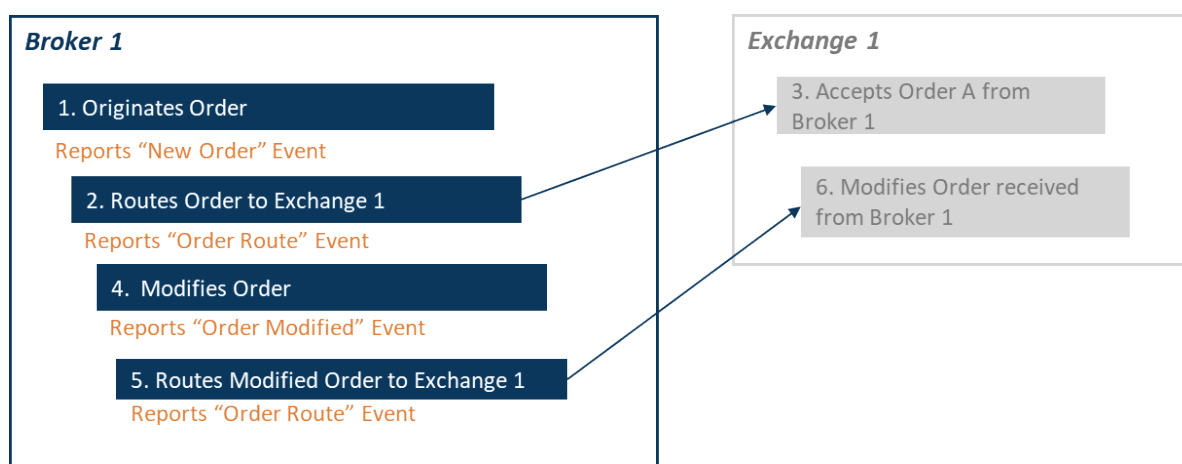 Broker 1
1. Originates Order
Reports “New Order” Event
2. Routes Order to Exchange 1
Reports “Order Route” Event
4. Modifies Order
Reports “Order Modified” Event
5. Routes Modified Order to Exchange 1
Reports “Order Route” Event
Exchange 1
3. Accepts Order A from
Broker 1
6. Modifies Order received
from Broker 1